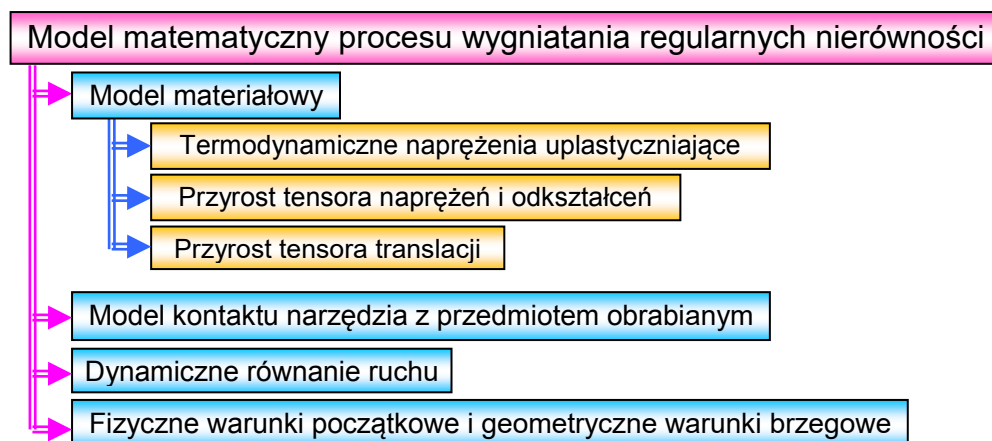 Model matematyczny procesu wygniatania regularnych nierówności
Model materiałowy
Termodynamiczne naprężenia uplastyczniające
Przyrost tensora naprężeń i odkształceń
Przyrost tensora translacji
Model kontaktu narzędzia z przedmiotem obrabianym
Dynamiczne równanie ruchu
Fizyczne warunki początkowe i geometryczne warunki brzegowe